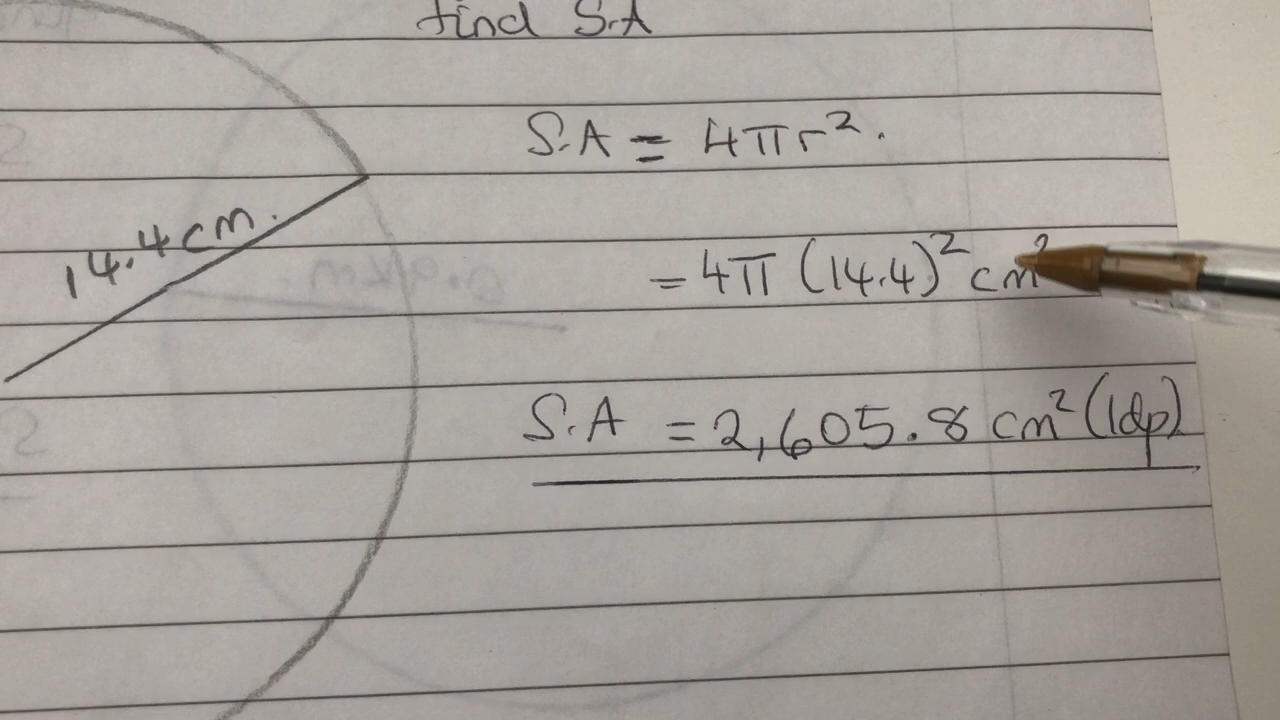 find S.A
S.A = 4πr².
14.4cm.
= 4π (14.4)² cm²
S.A = 2,605.8 cm² (1dp)